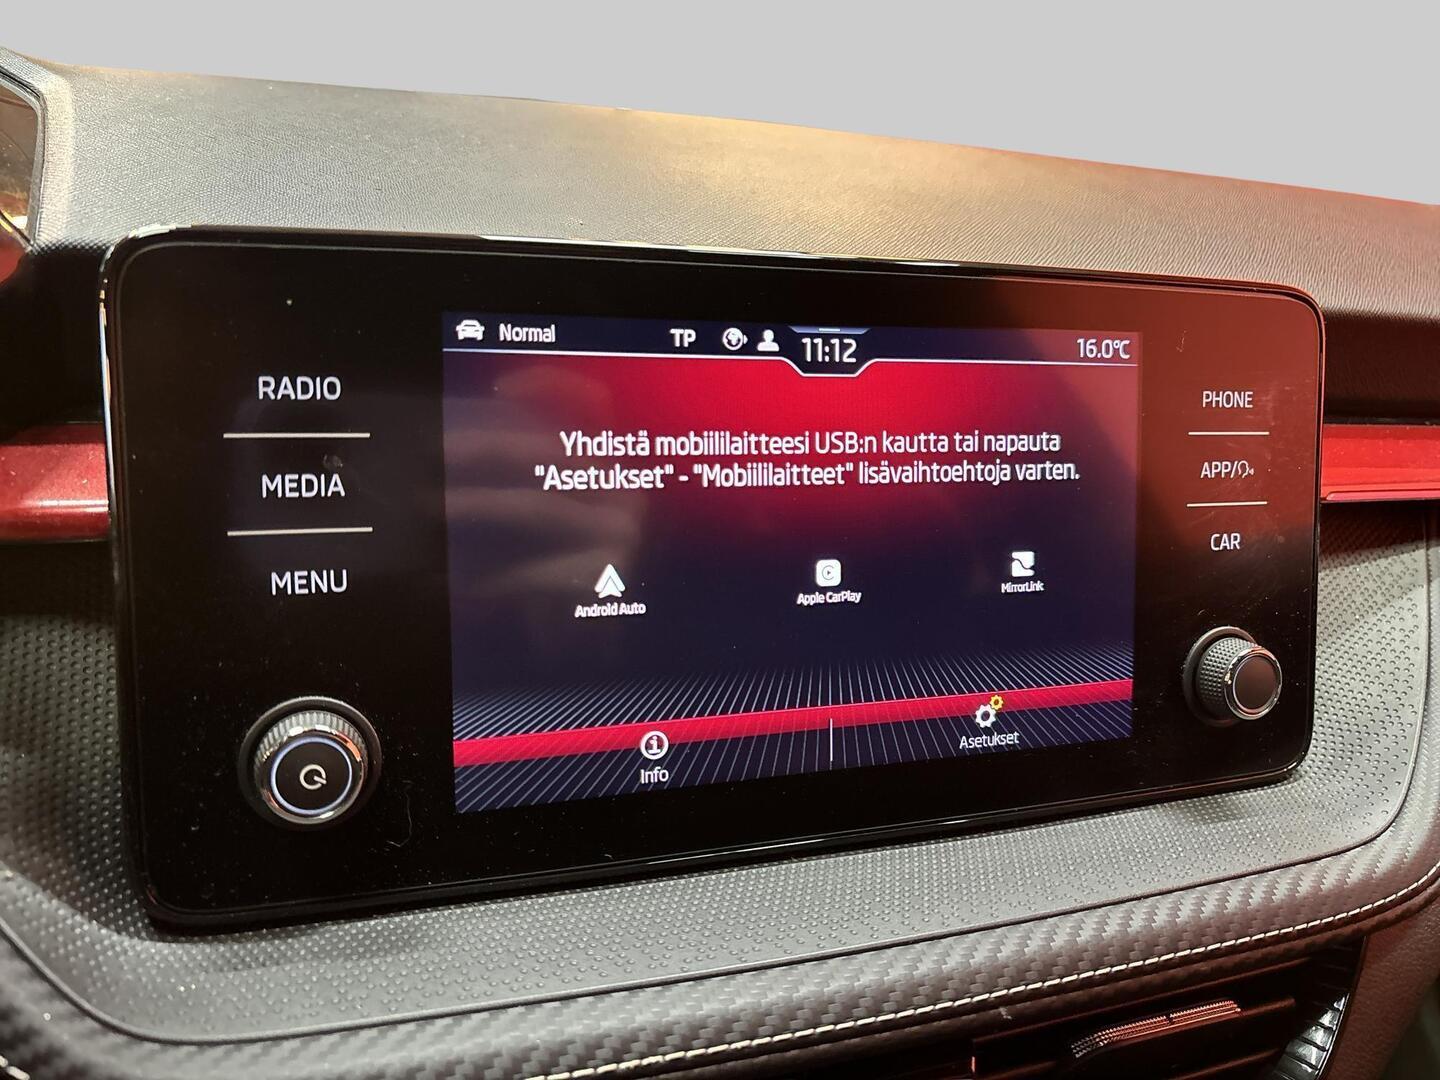 Normal
TP
11:12
16.0°C
RADIO
MEDIA
MENU
Yhdistä mobiililaitteesi USB:n kautta tai napauta
"Asetukset" - "Mobiililaitteet" lisävaihtoehtoja varten.
Android Auto
Apple CarPlay
MirrorLink
Info
Asetukset
PHONE
APP/
CAR